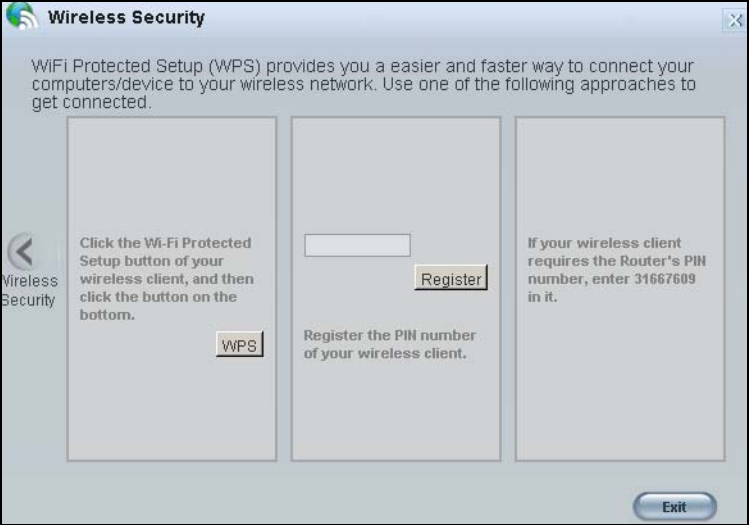 Wireless Security
WiFi Protected Setup (WPS) provides you a easier and faster way to connect your
computers/device to your wireless network. Use one of the following approaches to
get connected.
Wireless
Security
Click the Wi-Fi Protected
Setup button of your
wireless client, and then
click the button on the
bottom.
WPS
Register
Register the PIN number
of your wireless client.
If your wireless client
requires the Router's PIN
number, enter 31667609
in it.
Exit